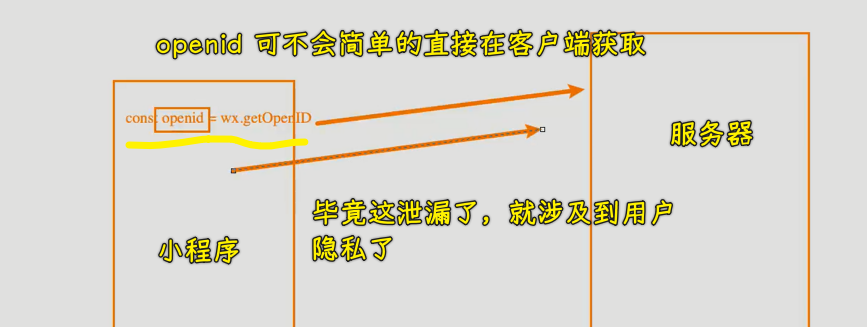 openid 可不会简单的直接在客户端获取
const openid = wx.getOpenID
服务器
毕竟这泄漏了，就涉及到用户
隐私了
小程序